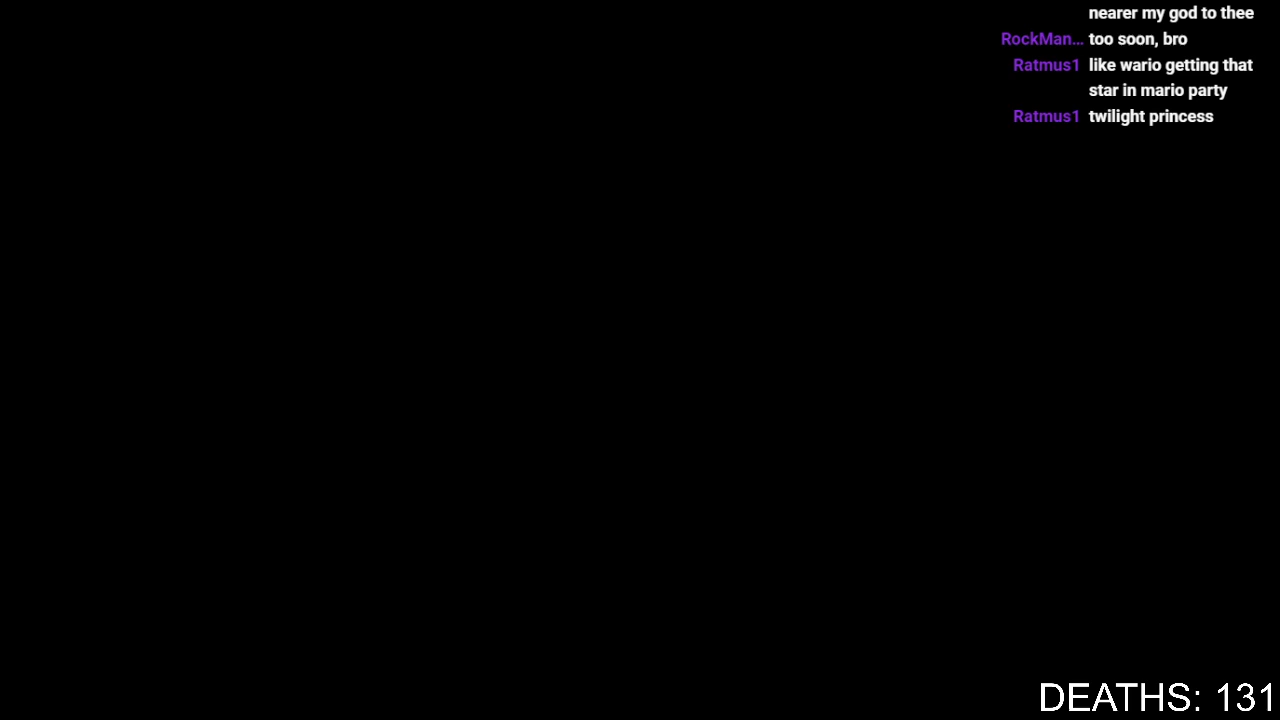 nearer my god to thee
RockMan... too soon, bro
Ratmus1 like wario getting that
star in mario party
Ratmus1 twilight princess
DEATHS: 131